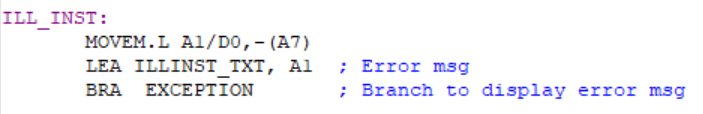 ILL_INST:
MOVEM.L A1/D0,-(A7)
LEA ILLINST_TXT, A1 ; Error msg
BRA EXCEPTION ; Branch to display error msg